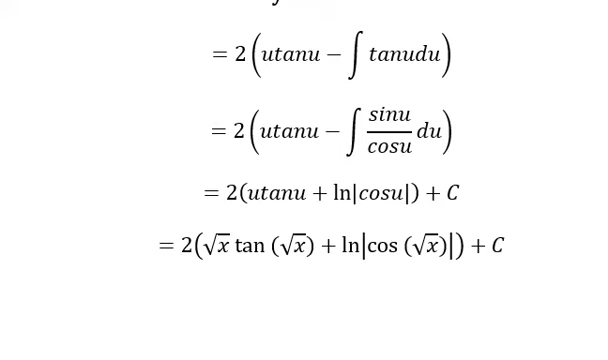 = 2(utanu − ∫ tanudu)
= 2(utanu − ∫ sinu/cosu du)
= 2(utanu + ln|cosu|) + C
= 2(√x tan (√x) + ln|cos (√x)|) + C